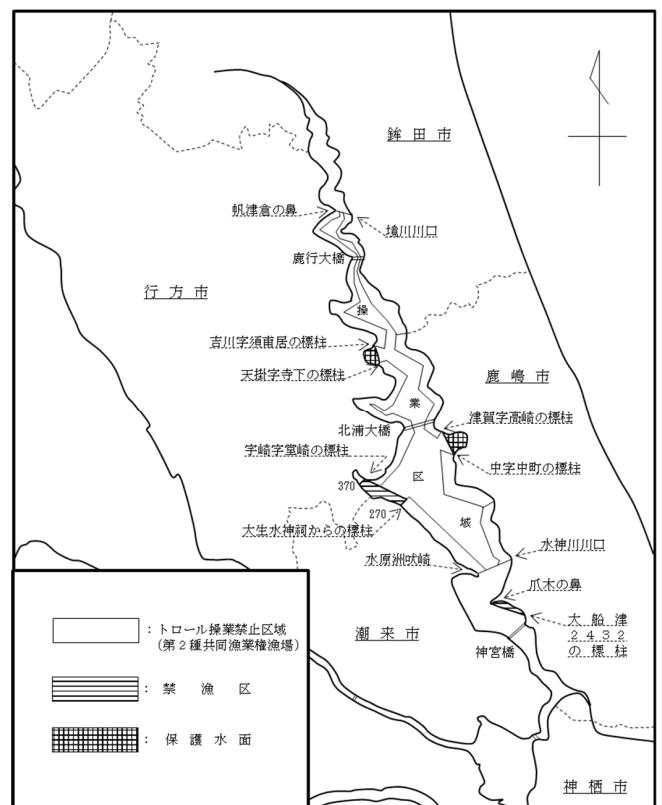 鉾田市
帆津倉の鼻
境川川口
鹿行大橋
行方市
操
吉川字須甫居の標柱
天掛字寺下の標柱
鹿嶋市
業
津賀字高崎の標柱
北浦大橋
字崎字堂崎の標柱
中字中町の標柱
区
370
270
域
大生水神祠からの標柱
水神川川口
水原洲吠崎
爪木の鼻
大船津
2432
の標柱
潮来市
神宮橋
:トロール操業禁止区域
(第2種共同漁業権漁場)
:禁漁区
:保護水面
神栖市